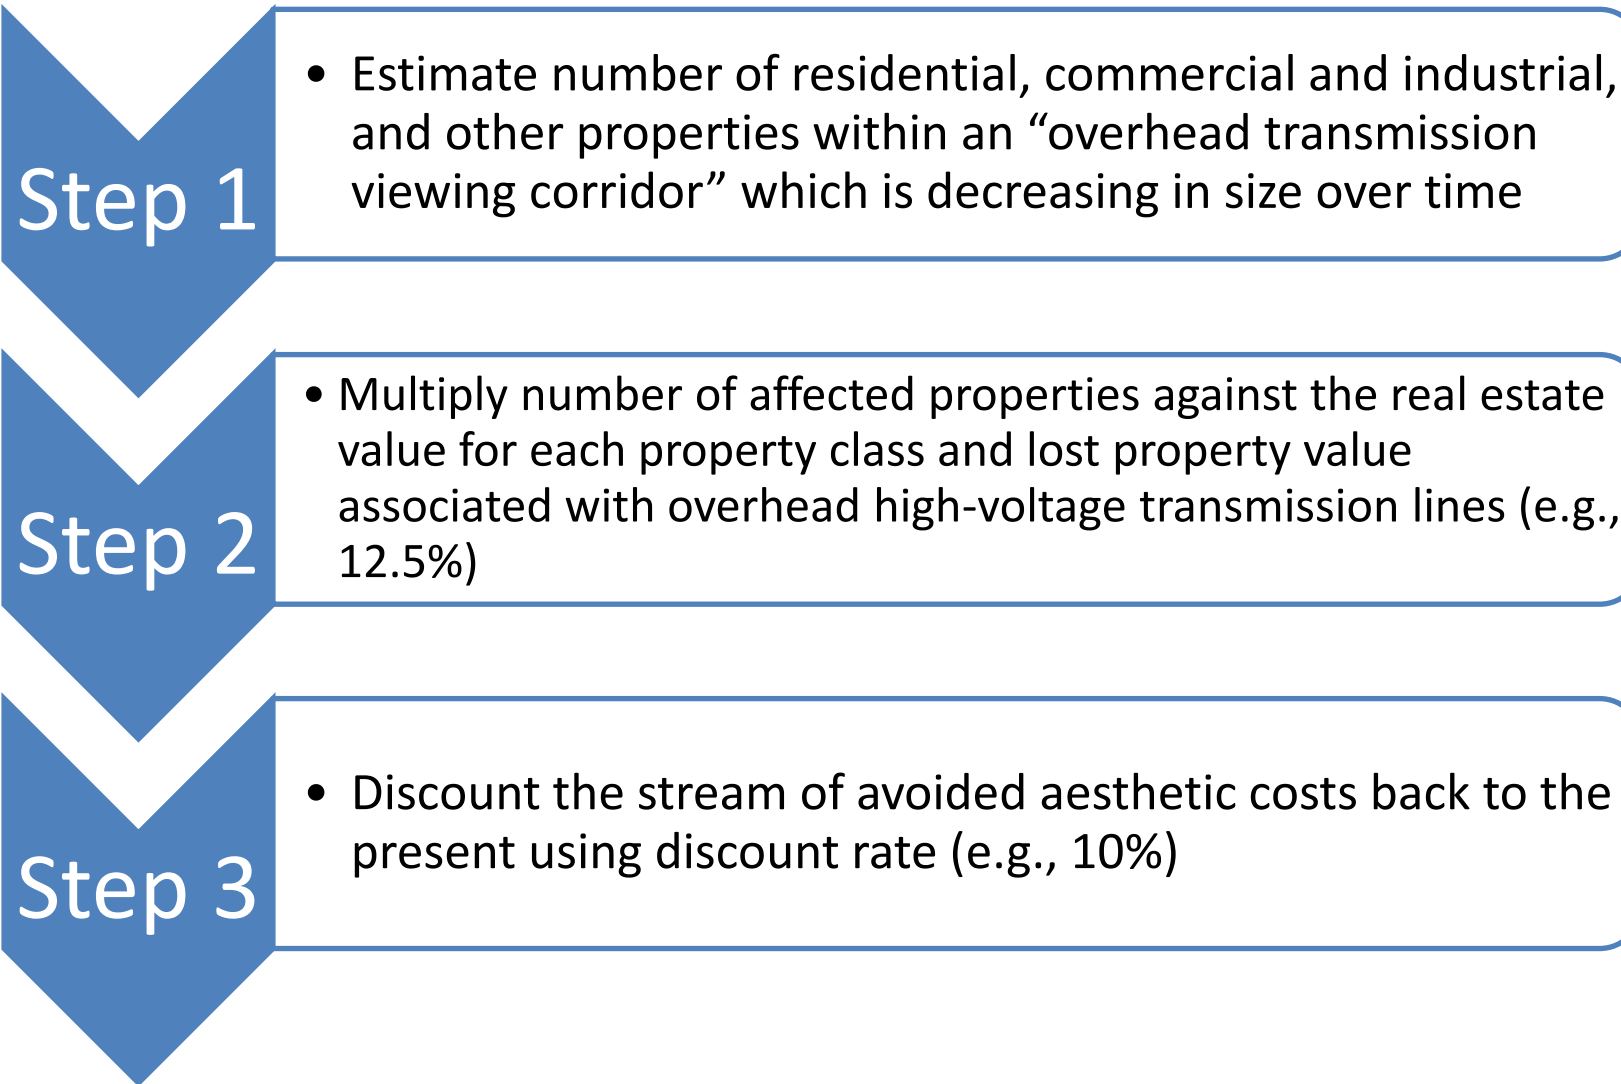 Step 1
• Estimate number of residential, commercial and industrial,
and other properties within an “overhead transmission
viewing corridor” which is decreasing in size over time
Step 2
• Multiply number of affected properties against the real estate
value for each property class and lost property value
associated with overhead high-voltage transmission lines (e.g.,
12.5%)
Step 3
• Discount the stream of avoided aesthetic costs back to the
present using discount rate (e.g., 10%)